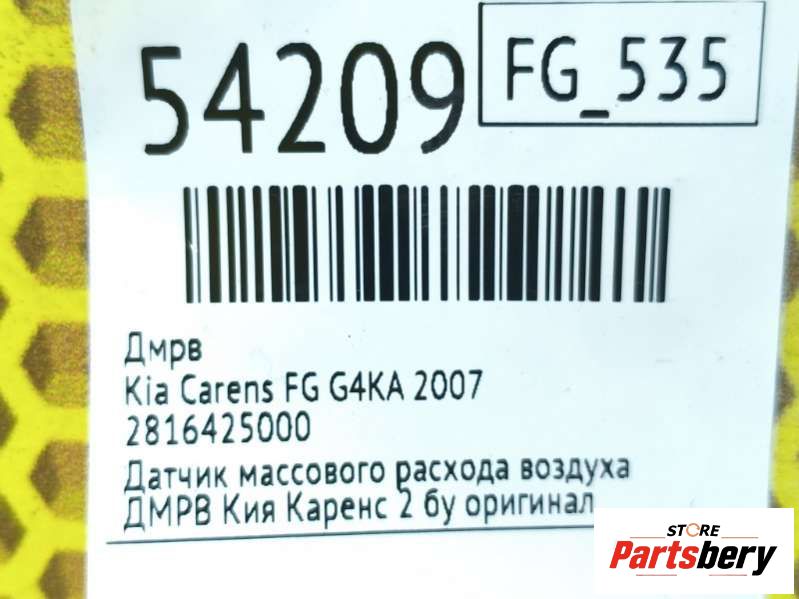 54209
FG_535
Дмрв
Kia Carens FG G4KA 2007
2816425000
Датчик массового расхода воздуха
ДМРВ Кия Каренс 2 бу оригинал
STORE
Partsbery